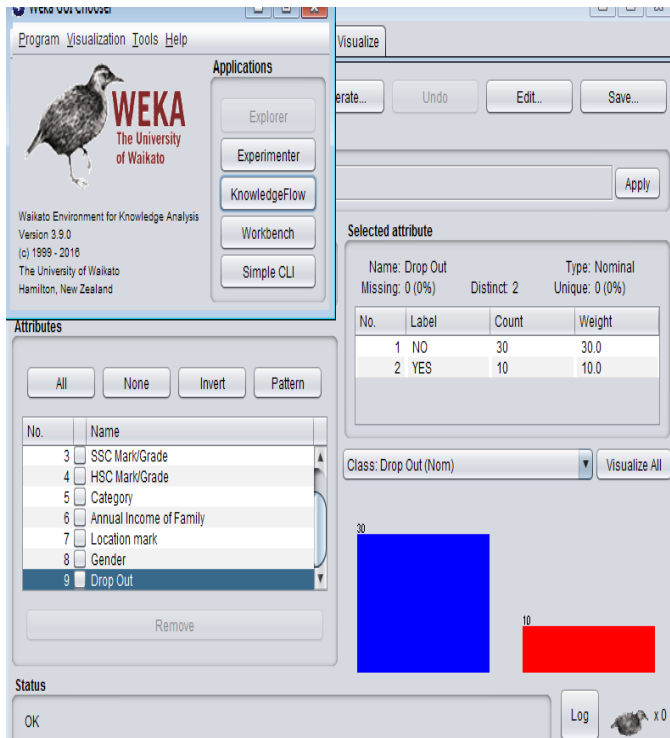 Weka GUI Chooser
Program Visualization Tools Help
Applications
WEKA
The University
of Waikato
Explorer
Experimenter
KnowledgeFlow
Workbench
Simple CLI
Waikato Environment for Knowledge Analysis
Version 3.9.0
(c) 1999 - 2016
The University of Waikato
Hamilton, New Zealand
Visualize
erate...
Undo
Edit...
Save...
Apply
Selected attribute
Name: Drop Out Type: Nominal
Missing: 0 (0%) Distinct: 2 Unique: 0 (0%)
No. Label Count Weight
1 NO 30 30.0
2 YES 10 10.0
Attributes
All None Invert Pattern
No. Name
3 SSC Mark/Grade
4 HSC Mark/Grade
5 Category
6 Annual Income of Family
7 Location mark
8 Gender
9 Drop Out
Remove
Class: Drop Out (Nom)
Visualize All
30
10
Status
OK
Log
x 0